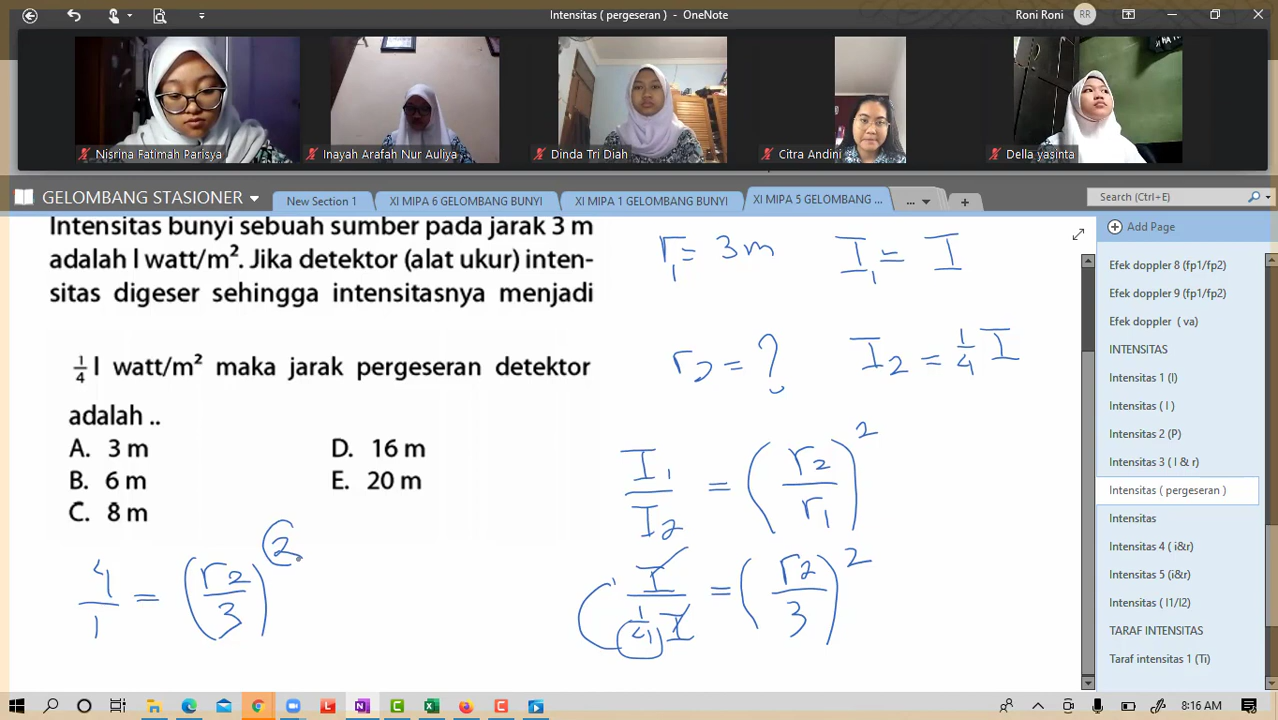 Intensitas ( pergeseran ) - OneNote
Roni Roni
RR
Nisrina Fatimah Parisya
Inayah Arafah Nur Auliya
Dinda Tri Diah
Citra Andini
Della yasinta
GELOMBANG STASIONER
New Section 1
XI MIPA 6 GELOMBANG BUNYI
XI MIPA 1 GELOMBANG BUNYI
XI MIPA 5 GELOMBANG ...
...
Search (Ctrl+E)
Intensitas bunyi sebuah sumber pada jarak 3 m
adalah l watt/m². Jika detektor (alat ukur) inten-
sitas digeser sehingga intensitasnya menjadi
1/4 l watt/m² maka jarak pergeseran detektor
adalah ..
A. 3 m
B. 6 m
C. 8 m
D. 16 m
E. 20 m
r₁ = 3 m
I₁ = I
r₂ = ?
I₂ = 1/4 I
I₁/I₂ = (r₂/r₁)²
I / 1/4 I = (r₂/3)²
4/1 = (r₂/3)²
Add Page
Efek doppler 8 (fp1/fp2)
Efek doppler 9 (fp1/fp2)
Efek doppler ( va)
INTENSITAS
Intensitas 1 (I)
Intensitas ( I )
Intensitas 2 (P)
Intensitas 3 ( I & r)
Intensitas ( pergeseran )
Intensitas
Intensitas 4 ( i&r)
Intensitas 5 (i&r)
Intensitas ( I1/I2)
TARAF INTENSITAS
Taraf intensitas 1 (Ti)
8:16 AM